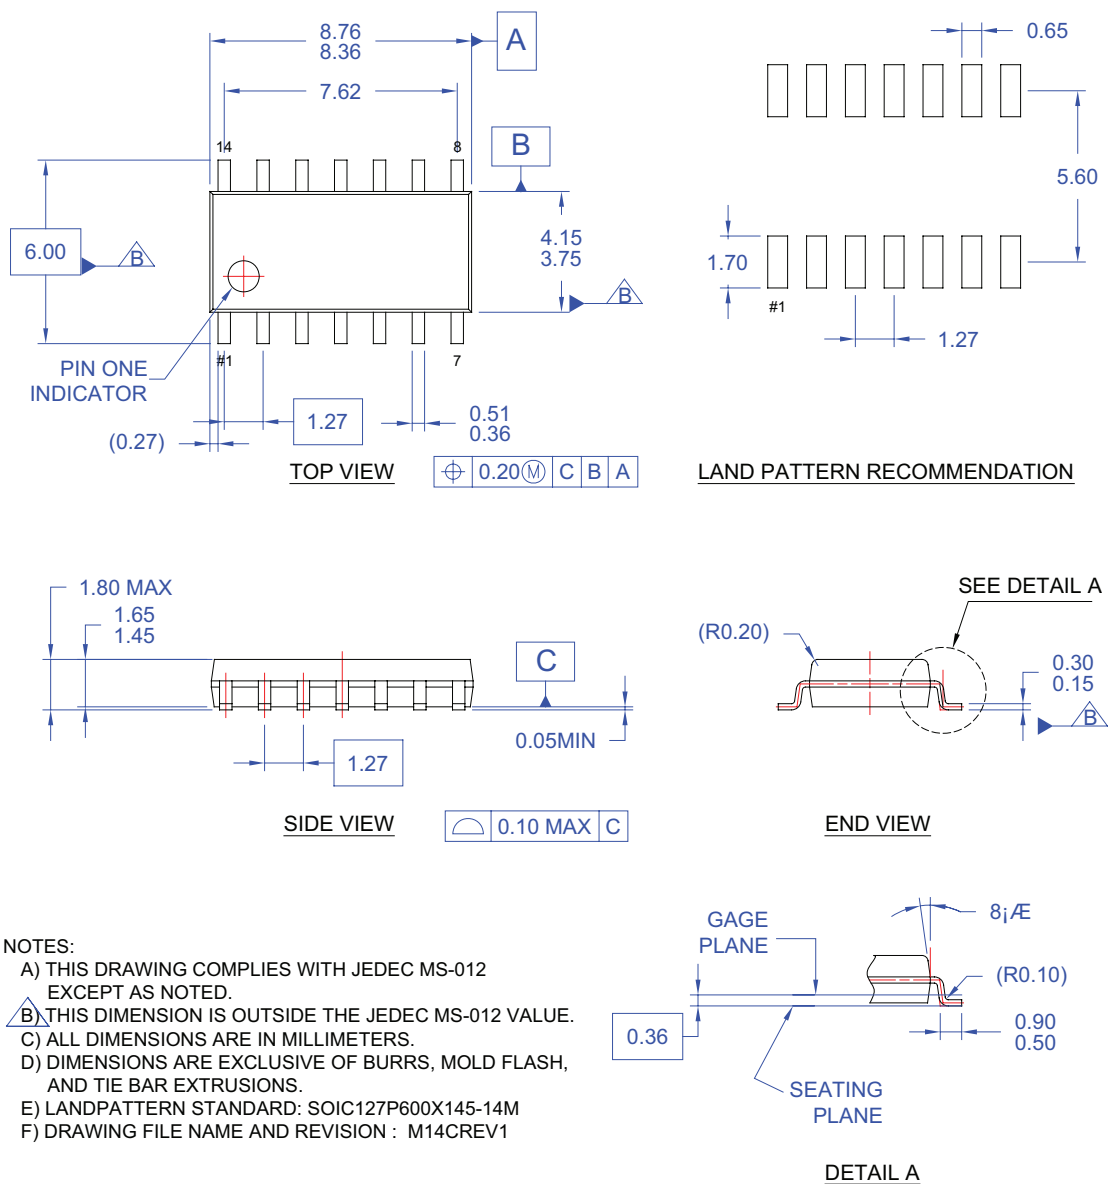 8.76
8.36
A
7.62
0.65
14
8
B
5.60
6.00
B
4.15
3.75
B
1.70
#1
1.27
#1
7
PIN ONE
INDICATOR
1.27
0.51
0.36
(0.27)
TOP VIEW
0.20Ⓜ C B A
LAND PATTERN RECOMMENDATION
1.80 MAX
1.65
1.45
C
0.05MIN
1.27
SIDE VIEW
0.10 MAX C
SEE DETAIL A
(R0.20)
0.30
0.15
B
END VIEW
NOTES:
A) THIS DRAWING COMPLIES WITH JEDEC MS-012
EXCEPT AS NOTED.
B) THIS DIMENSION IS OUTSIDE THE JEDEC MS-012 VALUE.
C) ALL DIMENSIONS ARE IN MILLIMETERS.
D) DIMENSIONS ARE EXCLUSIVE OF BURRS, MOLD FLASH,
AND TIE BAR EXTRUSIONS.
E) LANDPATTERN STANDARD: SOIC127P600X145-14M
F) DRAWING FILE NAME AND REVISION : M14CREV1
GAGE
PLANE
8¡Æ
(R0.10)
0.36
0.90
0.50
SEATING
PLANE
DETAIL A